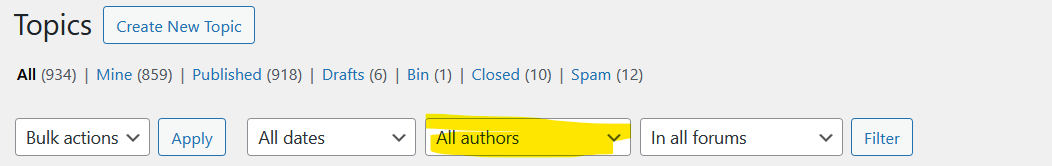 Topics Create New Topic
All (934) | Mine (859) | Published (918) | Drafts (6) | Bin (1) | Closed (10) | Spam (12)
Bulk actions Apply All dates All authors In all forums Filter